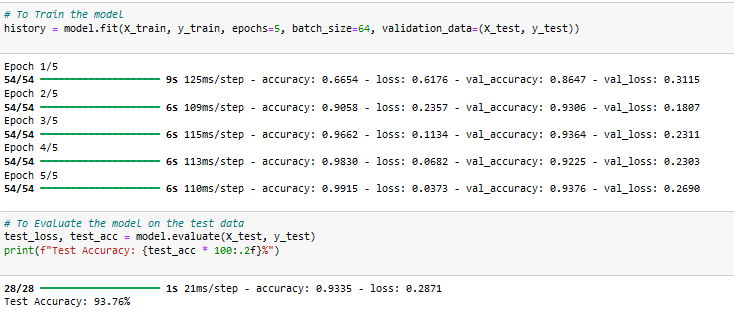 # To Train the model
history = model.fit(X_train, y_train, epochs=5, batch_size=64, validation_data=(X_test, y_test))
Epoch 1/5
54/54 ━━━━━━━━━━━━━━━━━━━━ 9s 125ms/step - accuracy: 0.6654 - loss: 0.6176 - val_accuracy: 0.8647 - val_loss: 0.3115
Epoch 2/5
54/54 ━━━━━━━━━━━━━━━━━━━━ 6s 109ms/step - accuracy: 0.9058 - loss: 0.2357 - val_accuracy: 0.9306 - val_loss: 0.1807
Epoch 3/5
54/54 ━━━━━━━━━━━━━━━━━━━━ 6s 115ms/step - accuracy: 0.9662 - loss: 0.1134 - val_accuracy: 0.9364 - val_loss: 0.2311
Epoch 4/5
54/54 ━━━━━━━━━━━━━━━━━━━━ 6s 113ms/step - accuracy: 0.9830 - loss: 0.0682 - val_accuracy: 0.9225 - val_loss: 0.2303
Epoch 5/5
54/54 ━━━━━━━━━━━━━━━━━━━━ 6s 110ms/step - accuracy: 0.9915 - loss: 0.0373 - val_accuracy: 0.9376 - val_loss: 0.2690
# To Evaluate the model on the test data
test_loss, test_acc = model.evaluate(X_test, y_test)
print(f"Test Accuracy: {test_acc * 100:.2f}%")
28/28 ━━━━━━━━━━━━━━━━━━━━ 1s 21ms/step - accuracy: 0.9335 - loss: 0.2871
Test Accuracy: 93.76%